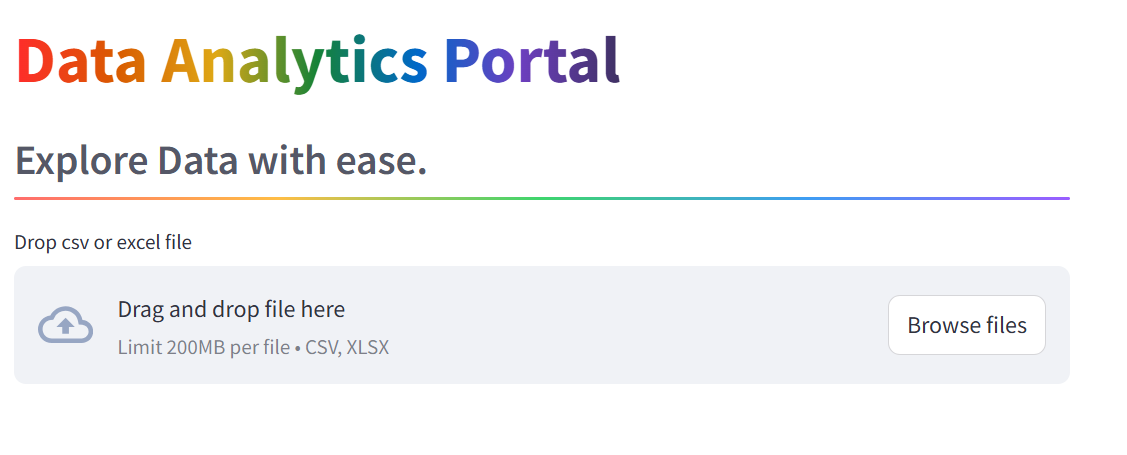 Data Analytics Portal
Explore Data with ease.
Drop csv or excel file
Drag and drop file here
Limit 200MB per file • CSV, XLSX
Browse files